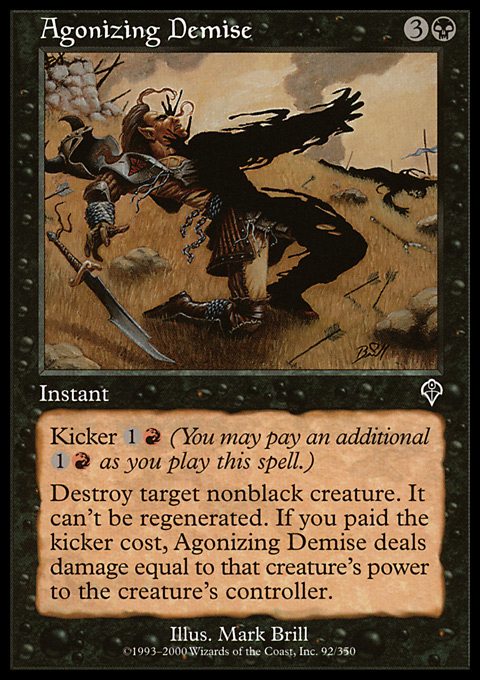 Agonizing Demise 3
Instant
Kicker 1 (You may pay an additional
1 as you play this spell.)
Destroy target nonblack creature. It
can't be regenerated. If you paid the
kicker cost, Agonizing Demise deals
damage equal to that creature's power
to the creature's controller.
Illus. Mark Brill
©1993–2000 Wizards of the Coast, Inc. 92/350